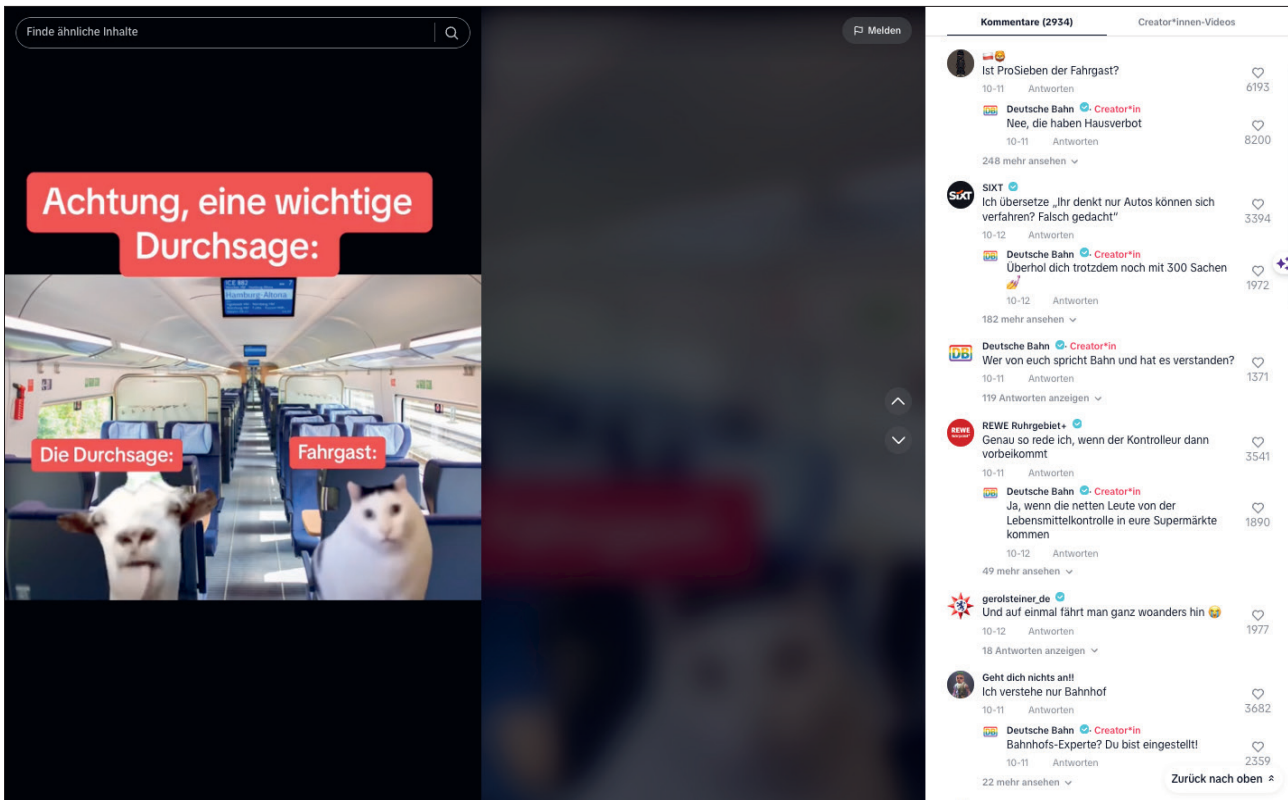 Finde ähnliche Inhalte
Melden
Achtung, eine wichtige
Durchsage:
ICE 882
Hamburg-Altona
Die Durchsage:
Fahrgast:
Kommentare (2934)
Creator*innen-Videos
Ist ProSieben der Fahrgast?
10-11 Antworten
6193
DB Deutsche Bahn · Creator*in
Nee, die haben Hausverbot
10-11 Antworten
8200
248 mehr ansehen
SIXT SIXT
Ich übersetze „Ihr denkt nur Autos können sich
verfahren? Falsch gedacht“
10-12 Antworten
3394
DB Deutsche Bahn · Creator*in
Überhol dich trotzdem noch mit 300 Sachen
💅
10-12 Antworten
1972
182 mehr ansehen
DB Deutsche Bahn · Creator*in
Wer von euch spricht Bahn und hat es verstanden?
10-11 Antworten
1371
119 Antworten anzeigen
REWE REWE Ruhrgebiet+
Genau so rede ich, wenn der Kontrolleur dann
vorbeikommt
10-11 Antworten
3541
DB Deutsche Bahn · Creator*in
Ja, wenn die netten Leute von der
Lebensmittelkontrolle in eure Supermärkte
kommen
10-12 Antworten
1890
49 mehr ansehen
gerolsteiner_de
Und auf einmal fährt man ganz woanders hin 😭
10-12 Antworten
1977
18 Antworten anzeigen
Geht dich nichts an!!
Ich verstehe nur Bahnhof
10-11 Antworten
3682
DB Deutsche Bahn · Creator*in
Bahnhofs-Experte? Du bist eingestellt!
10-11 Antworten
2359
22 mehr ansehen
Zurück nach oben